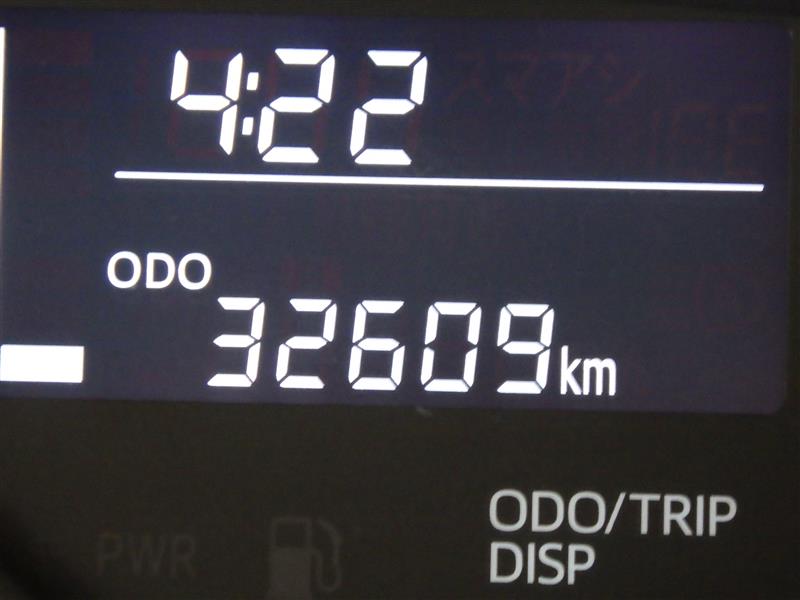 4:22
スマアシ
ODO
32609km
ODO/TRIP
DISP
PWR